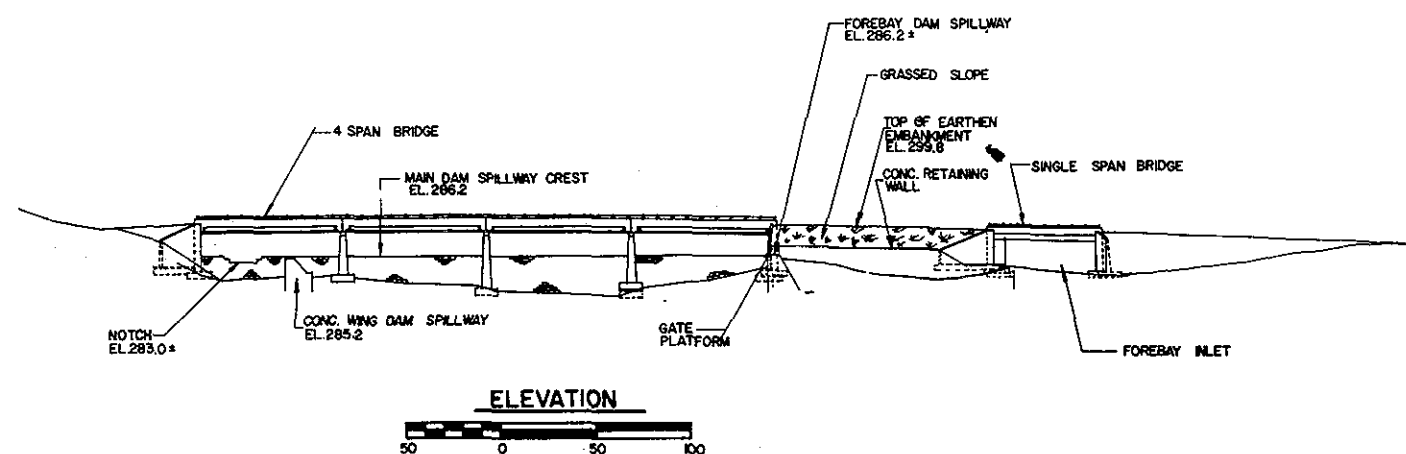 FOREBAY DAM SPILLWAY
EL.286.2±
GRASSED SLOPE
4 SPAN BRIDGE
TOP OF EARTHEN
EMBANKMENT
EL.299.8
MAIN DAM SPILLWAY CREST
EL.286.2
CONC. RETAINING
WALL
SINGLE SPAN BRIDGE
NOTCH
EL.283.0±
CONC. WING DAM SPILLWAY
EL.285.2
GATE
PLATFORM
FOREBAY INLET
ELEVATION
50 0 50 100